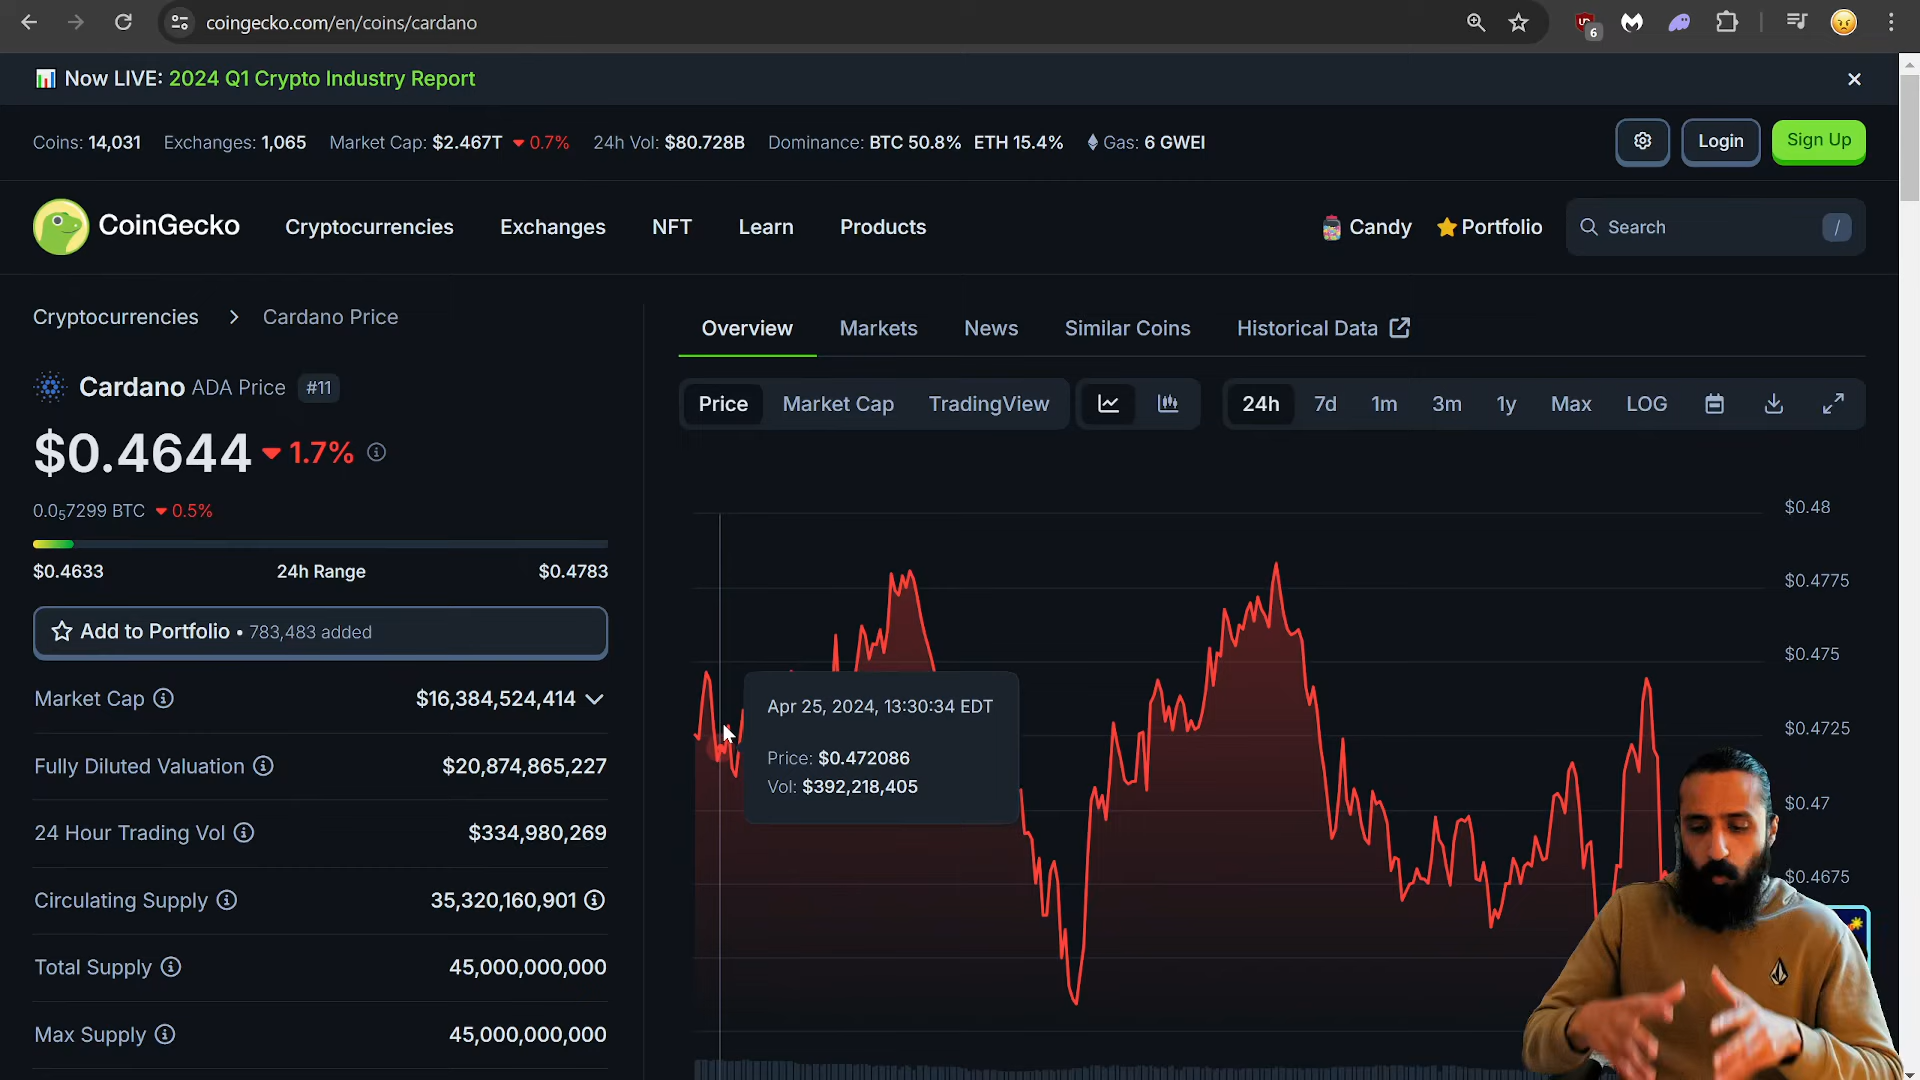 coingecko.com/en/coins/cardano
6
Now LIVE: 2024 Q1 Crypto Industry Report
Coins: 14,031 Exchanges: 1,065 Market Cap: $2.467T 0.7% 24h Vol: $80.728B Dominance: BTC 50.8% ETH 15.4% Gas: 6 GWEI
Login
Sign Up
CoinGecko Cryptocurrencies Exchanges NFT Learn Products Candy Portfolio Search /
Cryptocurrencies > Cardano Price
Cardano ADA Price #11
$0.4644 1.7%
0.0₅7299 BTC 0.5%
$0.4633 24h Range $0.4783
Add to Portfolio • 783,483 added
Market Cap $16,384,524,414
Fully Diluted Valuation $20,874,865,227
24 Hour Trading Vol $334,980,269
Circulating Supply 35,320,160,901
Total Supply 45,000,000,000
Max Supply 45,000,000,000
Overview Markets News Similar Coins Historical Data
Price Market Cap TradingView 24h 7d 1m 3m 1y Max LOG
$0.48
$0.4775
$0.475
$0.4725
$0.47
$0.4675
Apr 25, 2024, 13:30:34 EDT
Price: $0.472086
Vol: $392,218,405